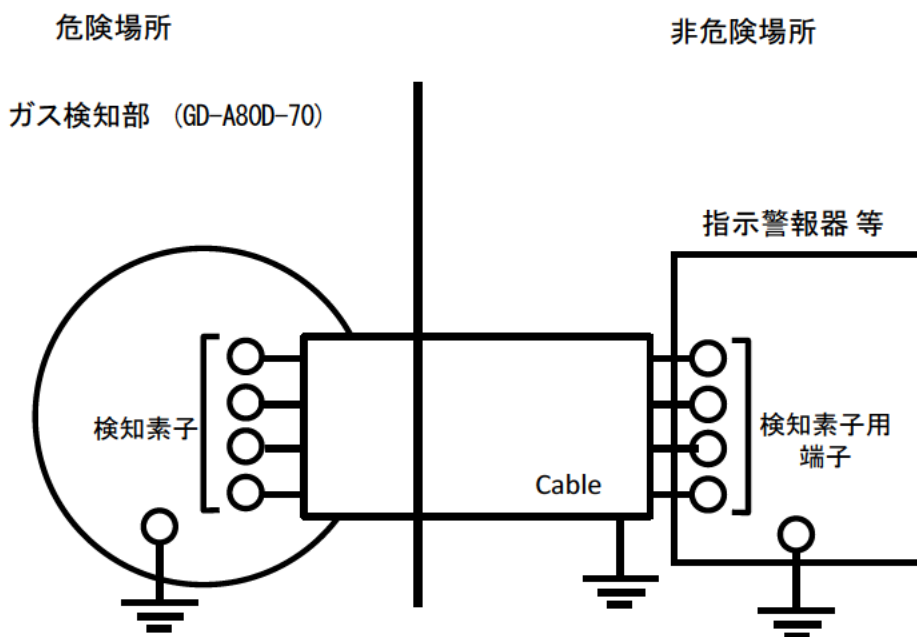 危険場所
非危険場所
ガス検知部 (GD-A80D-70)
指示警報器 等
検知素子
検知素子用
端子
Cable